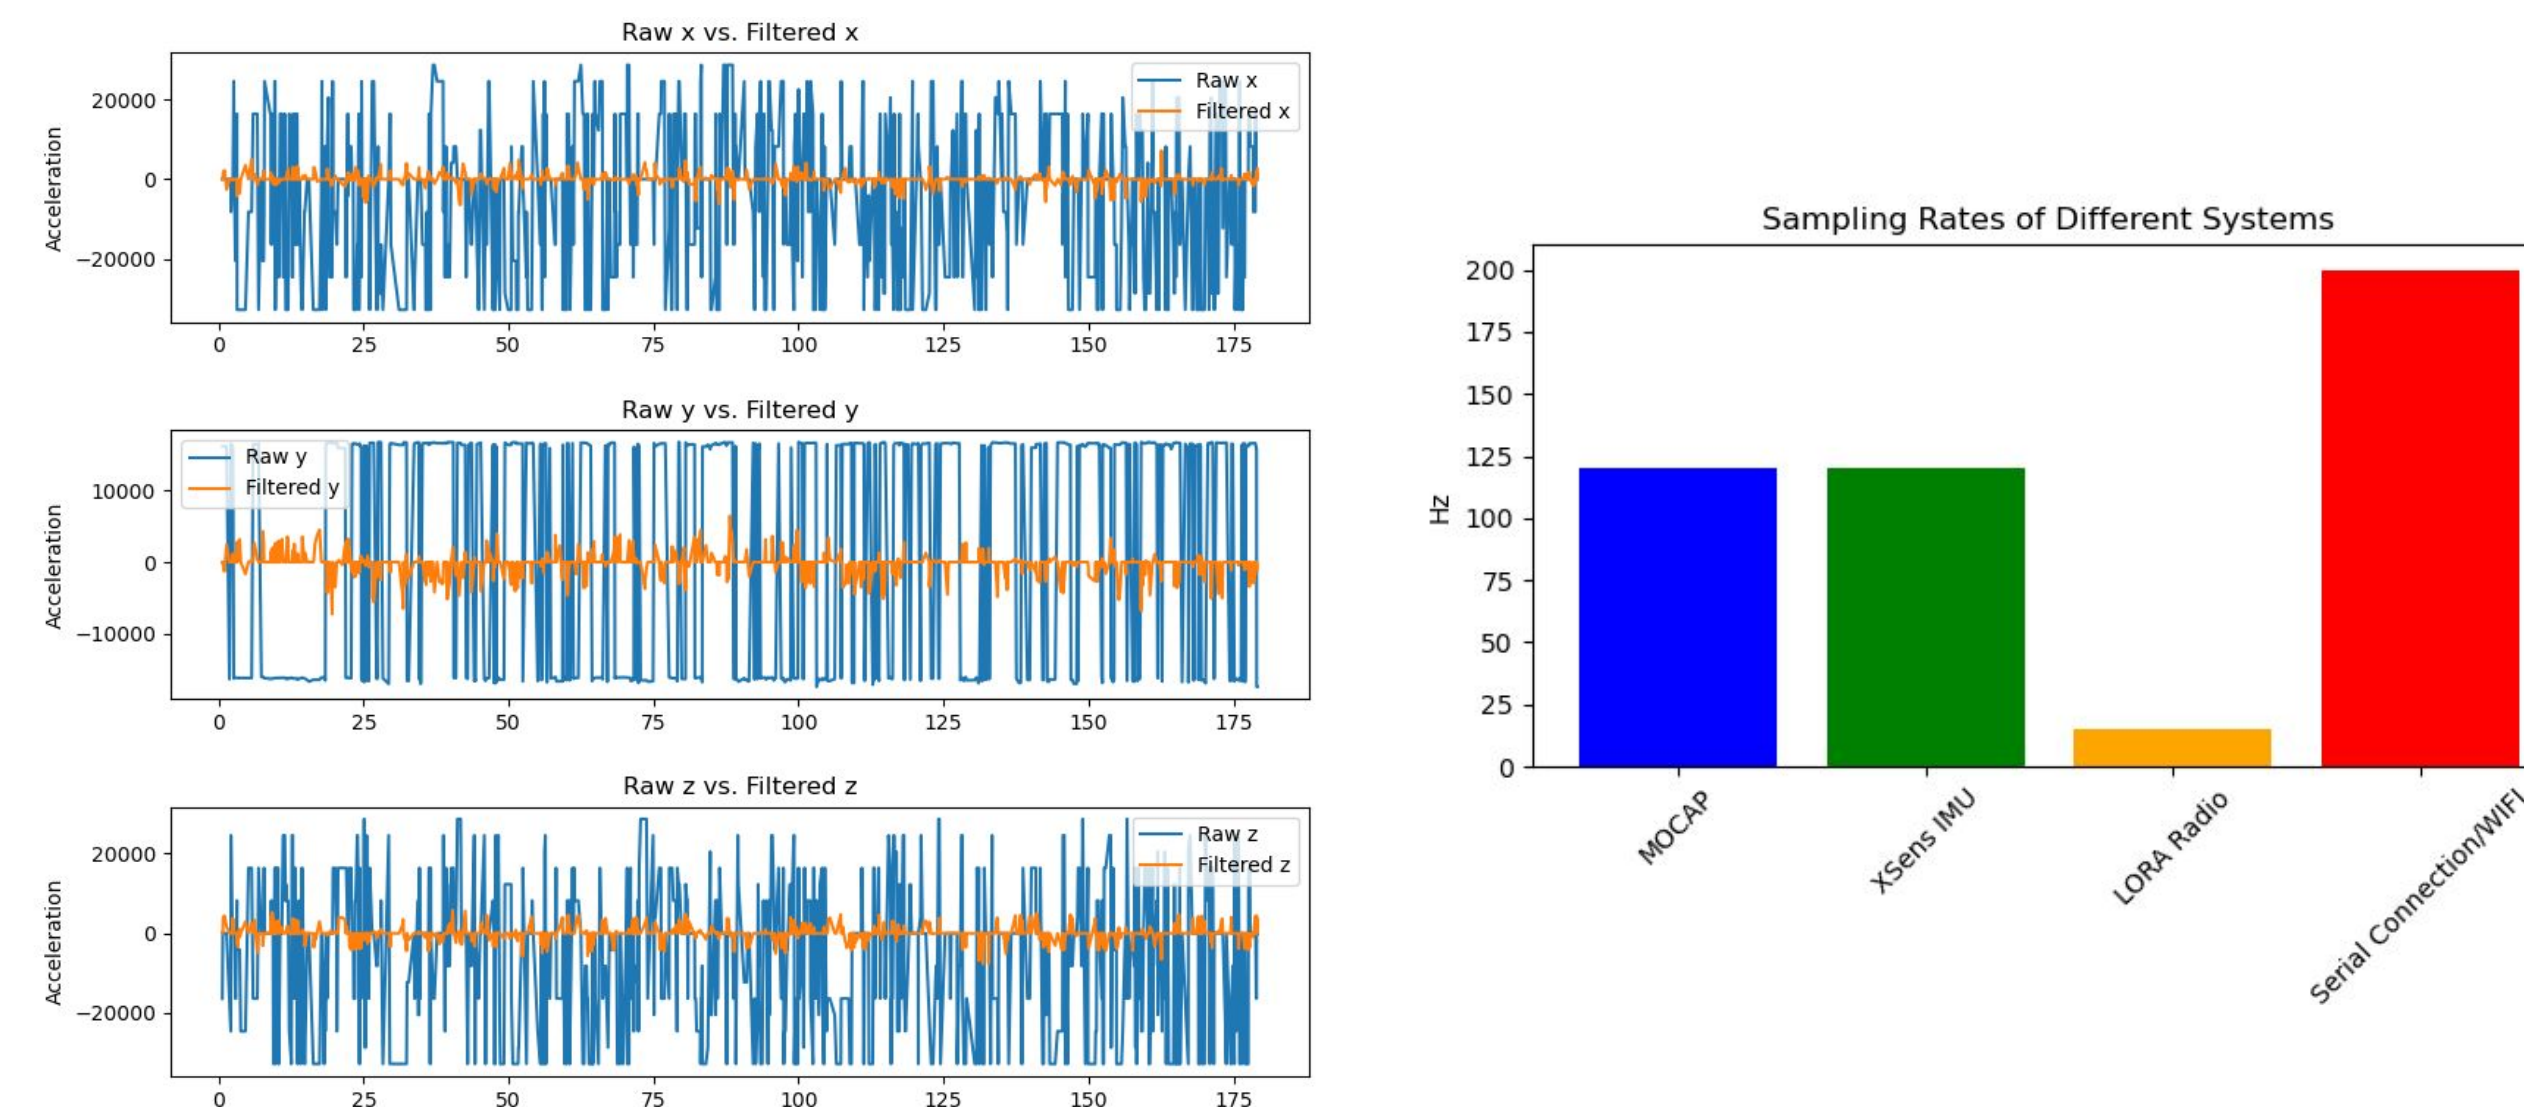 Raw x vs. Filtered x
Acceleration
20000
0
−20000
Raw x
Filtered x
0 25 50 75 100 125 150 175
Raw y vs. Filtered y
Acceleration
10000
0
−10000
Raw y
Filtered y
0 25 50 75 100 125 150 175
Raw z vs. Filtered z
Acceleration
20000
0
−20000
Raw z
Filtered z
0 25 50 75 100 125 150 175
Sampling Rates of Different Systems
Hz
200
175
150
125
100
75
50
25
0
MOCAP
XSens IMU
LORA Radio
Serial Connection/WIFI